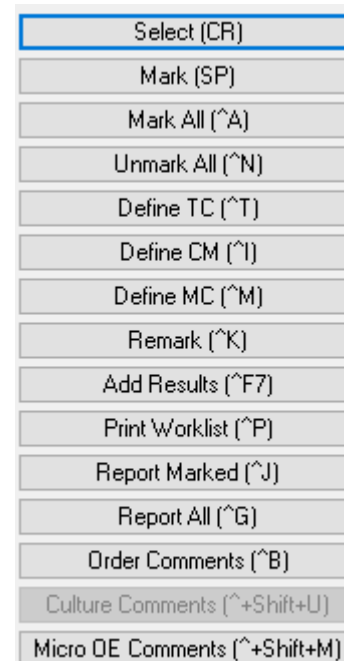 Select (CR)
Mark (SP)
Mark All (^A)
Unmark All (^N)
Define TC (^T)
Define CM (^I)
Define MC (^M)
Remark (^K)
Add Results (^F7)
Print Worklist (^P)
Report Marked (^J)
Report All (^G)
Order Comments (^B)
Culture Comments (^+Shift+U)
Micro OE Comments (^+Shift+M)